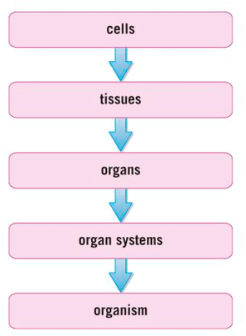 cells
tissues
organs
organ systems
organism